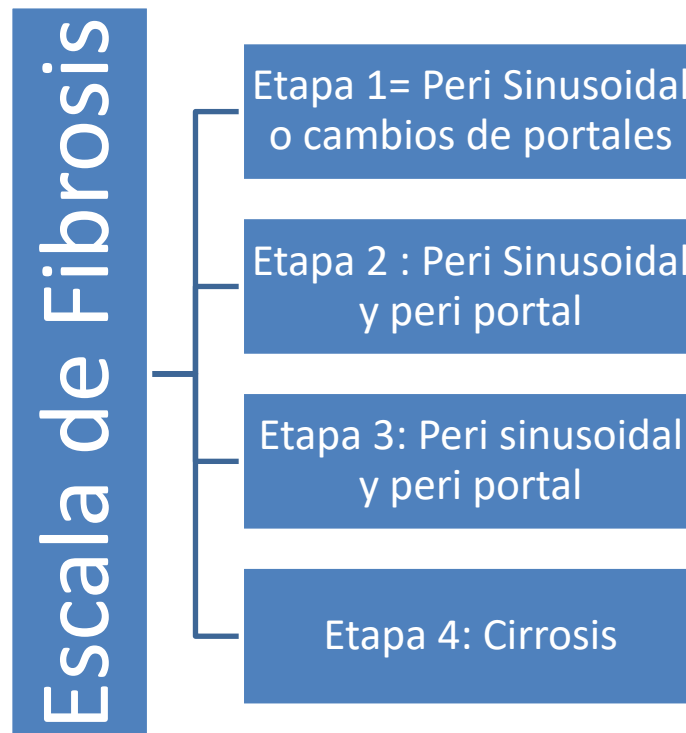 Escala de Fibrosis
Etapa 1= Peri Sinusoidal
o cambios de portales
Etapa 2 : Peri Sinusoidal
y peri portal
Etapa 3: Peri sinusoidal
y peri portal
Etapa 4: Cirrosis